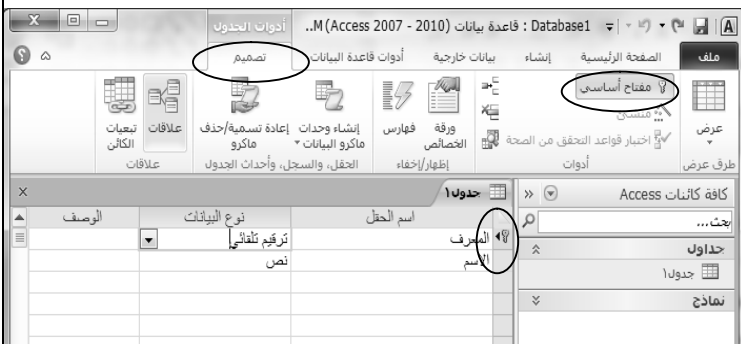 Database1 : قاعدة بيانات (Access 2007 - 2010) M..
أدوات الجدول
ملف
الصفحة الرئيسية
إنشاء
بيانات خارجية
أدوات قاعدة البيانات
تصميم
عرض
طرق عرض
مفتاح أساسي
منشئ
اختبار قواعد التحقق من الصحة
أدوات
ورقة الخصائص
فهارس
إظهار/إخفاء
إنشاء وحدات ماكرو البيانات
إعادة تسمية/حذف ماكرو
الحقل، والسجل، وأحداث الجدول
علاقات
تبعيات الكائن
علاقات
كافة كائنات Access
بحث...
جداول
جدول١
نماذج
جدول١
اسم الحقل
نوع البيانات
الوصف
المعرف
ترقيم تلقائي
الاسم
نص